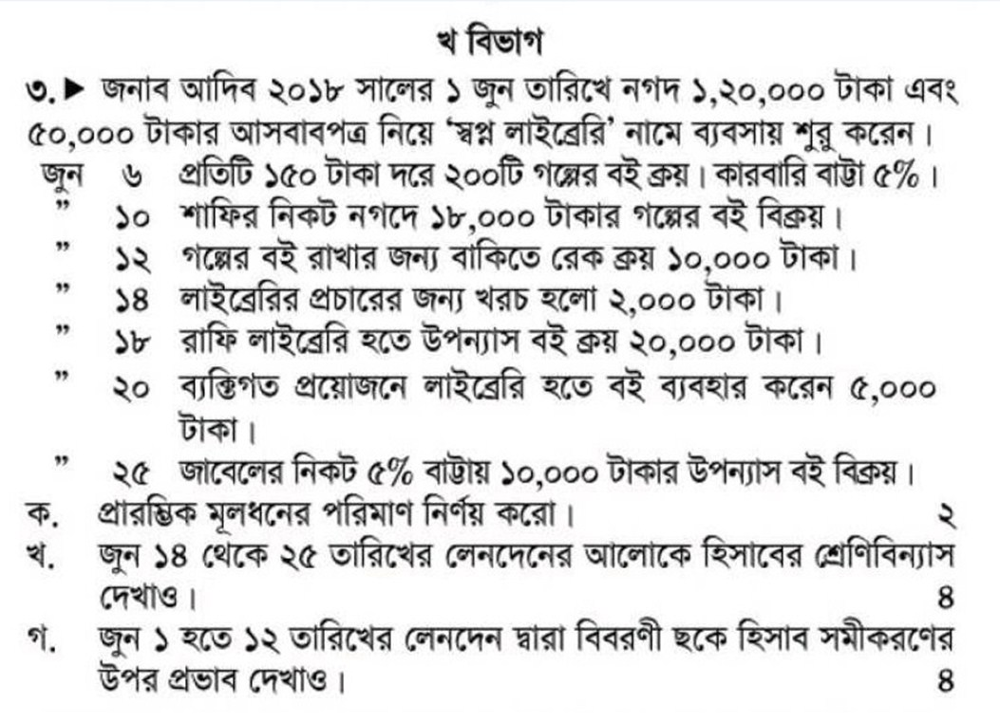 খ বিভাগ
৩.▶ জনাব আদিব ২০১৮ সালের ১ জুন তারিখে নগদ ১,২০,০০০ টাকা এবং
৫০,০০০ টাকার আসবাবপত্র নিয়ে ‘স্বপ্ন লাইব্রেরি’ নামে ব্যবসায় শুরু করেন।
জুন ৬ প্রতিটি ১৫০ টাকা দরে ২০০টি গল্পের বই ক্রয়। কারবারি বাট্টা ৫%।
” ১০ শাফির নিকট নগদে ১৮,০০০ টাকার গল্পের বই বিক্রয়।
” ১২ গল্পের বই রাখার জন্য বাকিতে রেক ক্রয় ১০,০০০ টাকা।
” ১৪ লাইব্রেরির প্রচারের জন্য খরচ হলো ২,০০০ টাকা।
” ১৮ রাফি লাইব্রেরি হতে উপন্যাস বই ক্রয় ২০,০০০ টাকা।
” ২০ ব্যক্তিগত প্রয়োজনে লাইব্রেরি হতে বই ব্যবহার করেন ৫,০০০
টাকা।
” ২৫ জাবেলের নিকট ৫% বাট্টায় ১০,০০০ টাকার উপন্যাস বই বিক্রয়।
ক. প্রারম্ভিক মূলধনের পরিমাণ নির্ণয় করো। ২
খ. জুন ১৪ থেকে ২৫ তারিখের লেনদেনের আলোকে হিসাবের শ্রেণিবিন্যাস
দেখাও। ৪
গ. জুন ১ হতে ১২ তারিখের লেনদেন দ্বারা বিবরণী ছকে হিসাব সমীকরণের
উপর প্রভাব দেখাও। ৪